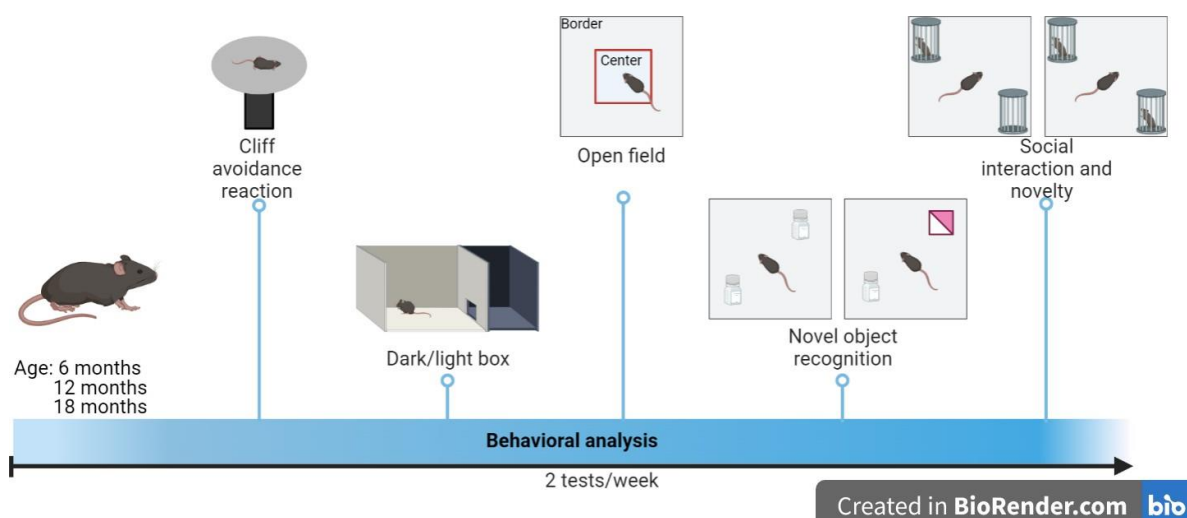 Border
Center
Cliff
avoidance
reaction
Open field
Social
interaction and
novelty
Dark/light box
Novel object
recognition
Age: 6 months
12 months
18 months
Behavioral analysis
2 tests/week
Created in BioRender.com bio